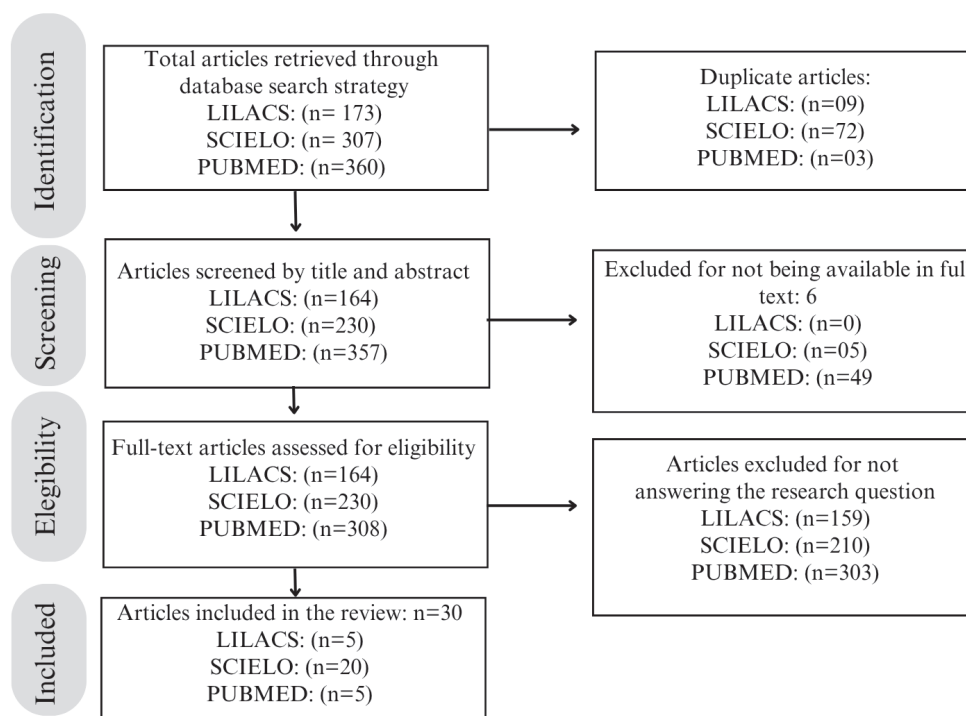 Identification
Total articles retrieved through
database search strategy
LILACS: (n= 173)
SCIELO: (n= 307)
PUBMED: (n=360)
Duplicate articles:
LILACS: (n=09)
SCIELO: (n=72)
PUBMED: (n=03)
Screening
Articles screened by title and abstract
LILACS: (n=164)
SCIELO: (n=230)
PUBMED: (n=357)
Excluded for not being available in full
text: 6
LILACS: (n=0)
SCIELO: (n=05)
PUBMED: (n=49
Elegibility
Full-text articles assessed for eligibility
LILACS: (n=164)
SCIELO: (n=230)
PUBMED: (n=308)
Articles excluded for not
answering the research question
LILACS: (n=159)
SCIELO: (n=210)
PUBMED: (n=303)
Included
Articles included in the review: n=30
LILACS: (n=5)
SCIELO: (n=20)
PUBMED: (n=5)